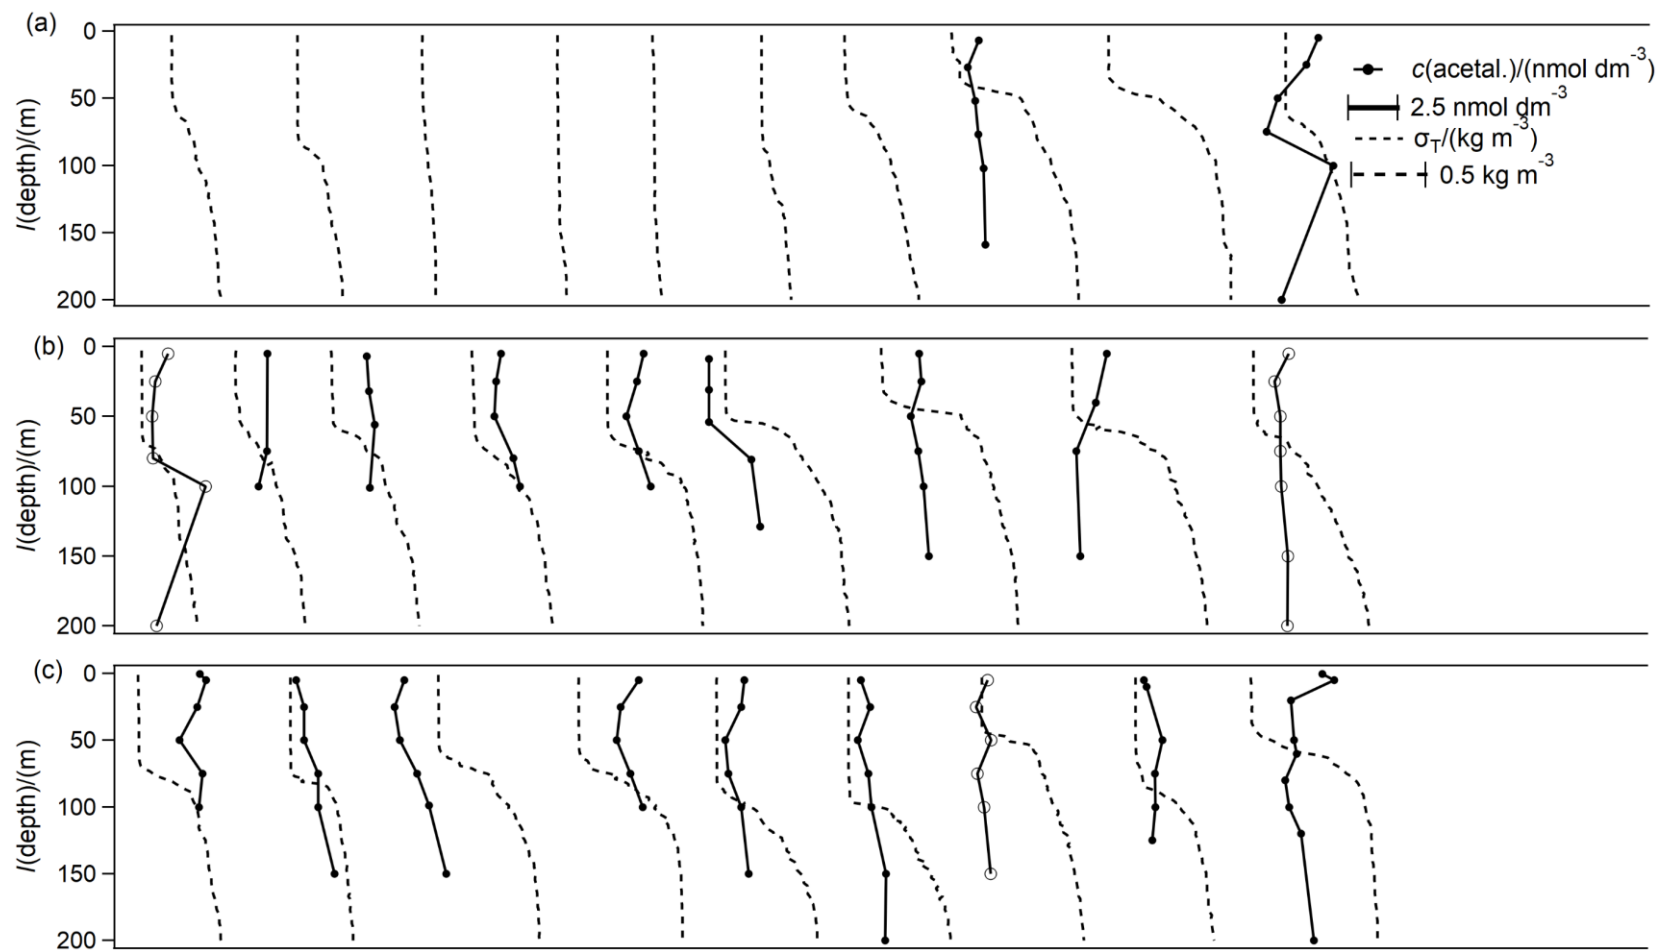 (a)
0
50
100
150
200
l(depth)/(m)
c(acetal.)/(nmol dm⁻³)
2.5 nmol dm⁻³
σT/(kg m⁻³)
0.5 kg m⁻³
(b)
0
50
100
150
200
l(depth)/(m)
(c)
0
50
100
150
200
l(depth)/(m)